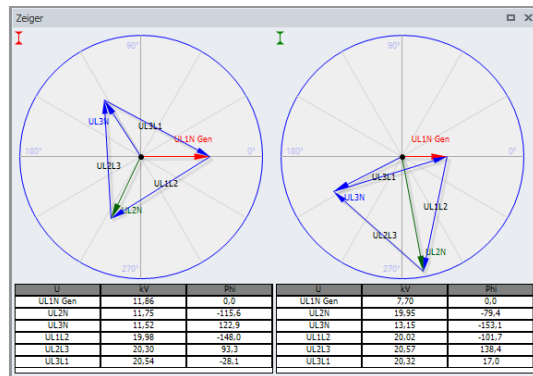 Zeiger
90°
UL3N
UL3L1
UL1N Gen
180°
0°
UL2L3
UL1L2
UL2N
270°
90°
UL1N Gen
180°
0°
UL3L1
UL3N
UL1L2
UL2L3
UL2N
270°
U kV Phi
UL1N Gen 11,86 0,0
UL2N 11,75 -115,6
UL3N 11,52 122,9
UL1L2 19,98 -148,0
UL2L3 20,30 93,3
UL3L1 20,54 -28,1
U kV Phi
UL1N Gen 7,70 0,0
UL2N 19,95 -79,4
UL3N 13,15 -153,1
UL1L2 20,02 -101,7
UL2L3 20,57 138,4
UL3L1 20,32 17,0